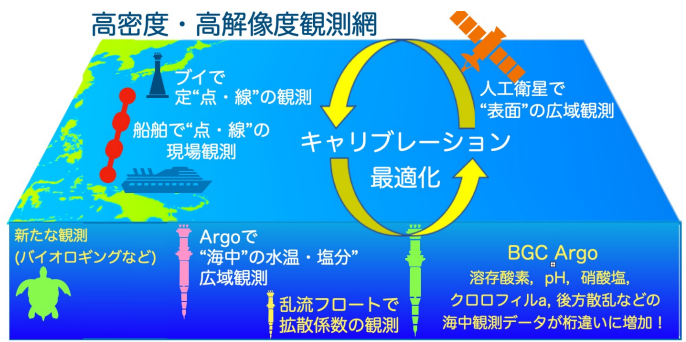 高密度・高解像度観測網
ブイで
定“点・線”の観測
人工衛星で
“表面”の広域観測
船舶で“点・線”の
現場観測
キャリブレーション
最適化
新たな観測
(バイオロギングなど)
Argoで
“海中”の水温・塩分”
広域観測
乱流フロートで
拡散係数の観測
BGC Argo
溶存酸素，pH，硝酸塩，
クロロフィルa, 後方散乱などの
海中観測データが桁違いに増加！